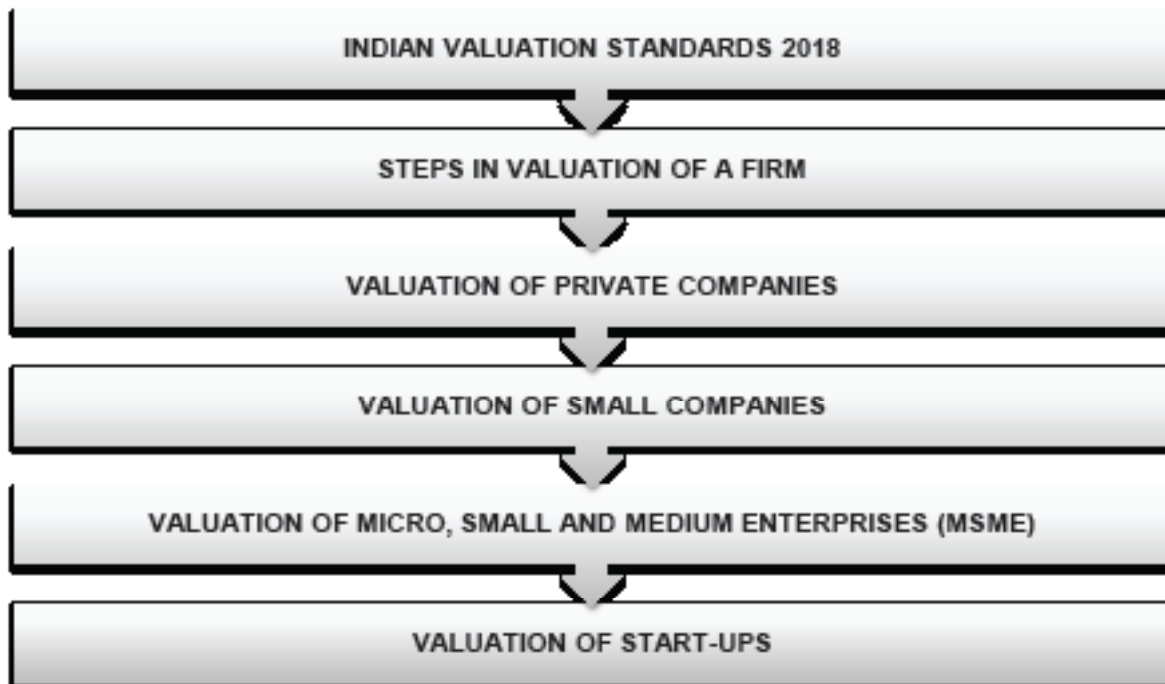 INDIAN VALUATION STANDARDS 2018
STEPS IN VALUATION OF A FIRM
VALUATION OF PRIVATE COMPANIES
VALUATION OF SMALL COMPANIES
VALUATION OF MICRO, SMALL AND MEDIUM ENTERPRISES (MSME)
VALUATION OF START-UPS